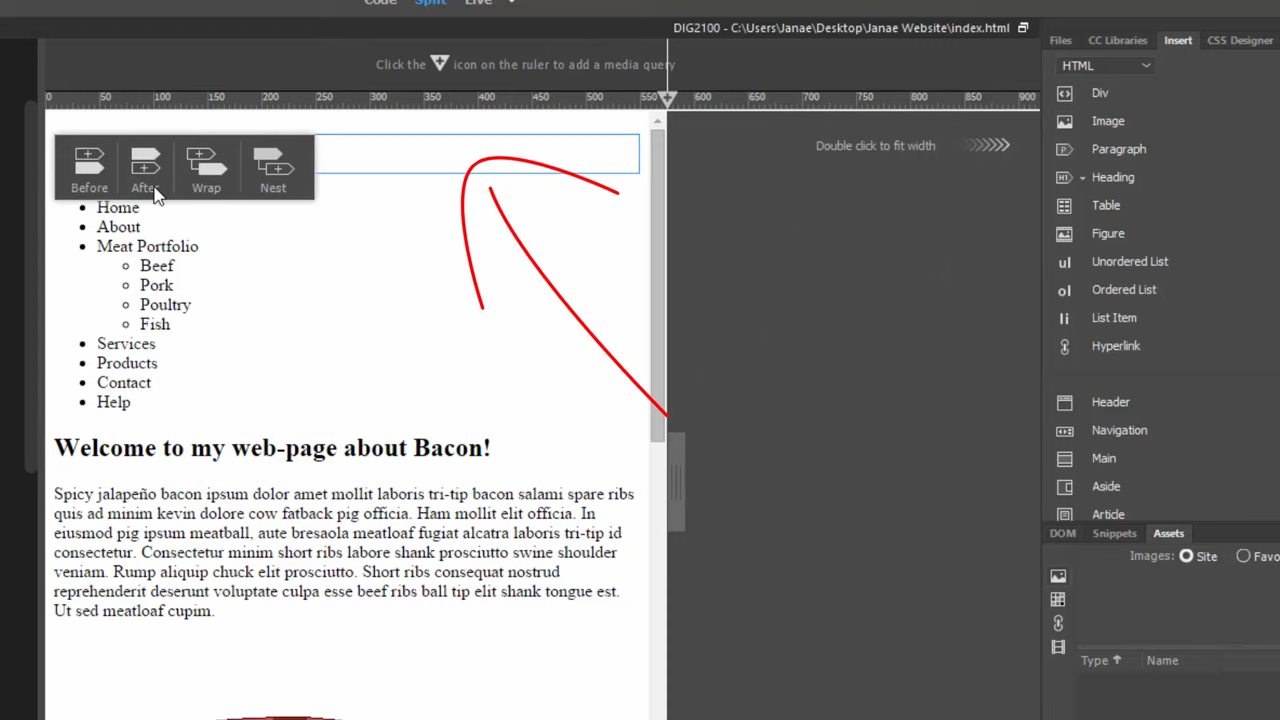 Code Split Live
DIG2100 - C:\Users\Janae\Desktop\Janae Website\index.html
Files CC Libraries Insert CSS Designer
Click the icon on the ruler to add a media query
HTML
0 50 100 150 200 250 300 350 400 450 500 550 600 700 750 800 850 900
Double click to fit width
Before After Wrap Nest
Home
About
Meat Portfolio
Beef
Pork
Poultry
Fish
Services
Products
Contact
Help
Welcome to my web-page about Bacon!
Spicy jalapeño bacon ipsum dolor amet mollit laboris tri-tip bacon salami spare ribs
quis ad minim kevin dolore cow fatback pig officia. Ham mollit elit officia. In
eiusmod pig ipsum meatball, aute bresaola meatloaf fugiat alcatra laboris tri-tip id
consectetur. Consectetur minim short ribs labore shank prosciutto swine shoulder
veniam. Rump aliquip chuck elit prosciutto. Short ribs consequat nostrud
reprehenderit deserunt voluptate culpa esse beef ribs ball tip elit shank tongue est.
Ut sed meatloaf cupim.
Div
Image
Paragraph
Heading
Table
Figure
ul Unordered List
ol Ordered List
li List Item
Hyperlink
Header
Navigation
Main
Aside
Article
DOM Snippets Assets
Images: Site Favo
Type Name